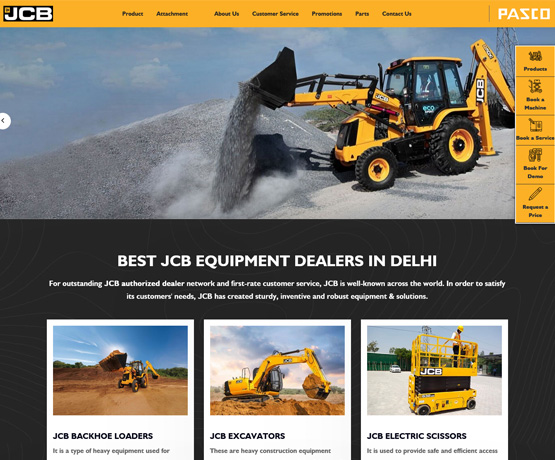 JCB
Product
Attachment
About Us
Customer Service
Promotions
Parts
Contact Us
PASCO
JCB
JCB
eco
Products
Book a
Machine
Book a Service
Book For
Demo
Request a
Price
BEST JCB EQUIPMENT DEALERS IN DELHI
For outstanding JCB authorized dealer network and first-rate customer service, JCB is well-known across the world. In order to satisfy
its customers' needs, JCB has created sturdy, inventive and robust equipment & solutions.
JCB
JCB
JCB BACKHOE LOADERS
It is a type of heavy equipment used for
JCB EXCAVATORS
These are heavy construction equipment
JCB ELECTRIC SCISSORS
It is used to provide safe and efficient access